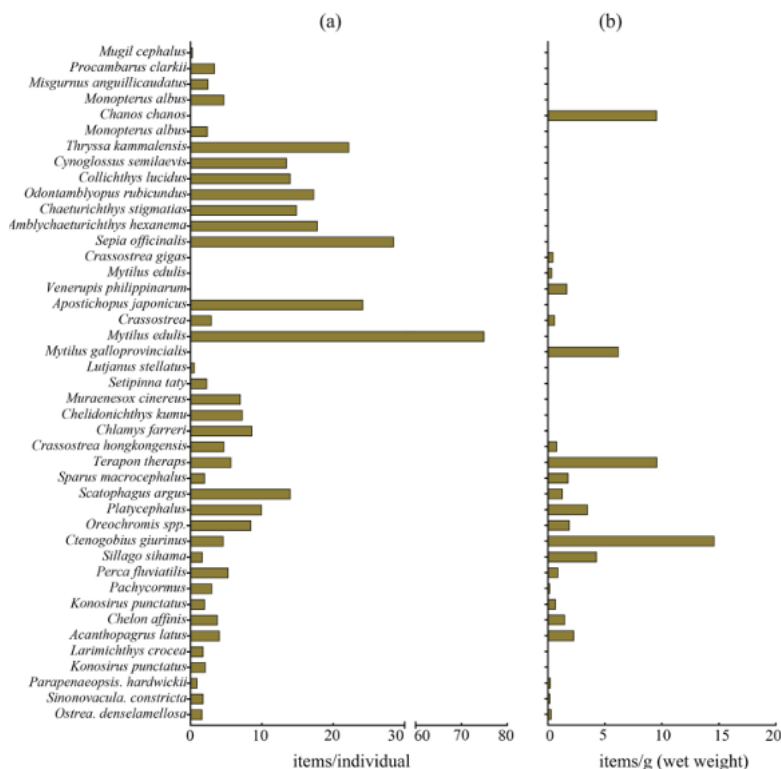 (a)
(b)
Mugil cephalus
Procambarus clarkii
Misgurnus anguillicaudatus
Monopterus albus
Chanos chanos
Monopterus albus
Thryssa kammalensis
Cynoglossus semilaevis
Collichthys lucidus
Odontamblyopus rubicundus
Chaeturichthys stigmatias
Amblychaeturichthys hexanema
Sepia officinalis
Crassostrea gigas
Mytilus edulis
Venerupis philippinarum
Apostichopus japonicus
Crassostrea
Mytilus edulis
Mytilus galloprovincialis
Lutjanus stellatus
Setipinna taty
Muraenesox cinereus
Chelidonichthys kumu
Chlamys farreri
Crassostrea hongkongensis
Terapon theraps
Sparus macrocephalus
Scatophagus argus
Platycephalus
Oreochromis spp.
Ctenogobius giurinus
Sillago sihama
Perca fluviatilis
Pachycormus
Konosirus punctatus
Chelon affinis
Acanthopagrus latus
Larimichthys crocea
Konosirus punctatus
Parapenaeopsis. hardwickii
Sinonovacula. constricta
Ostrea. denselamellosa
0 10 20 30 60 70 80
0 5 10 15 20
items/individual
items/g (wet weight)